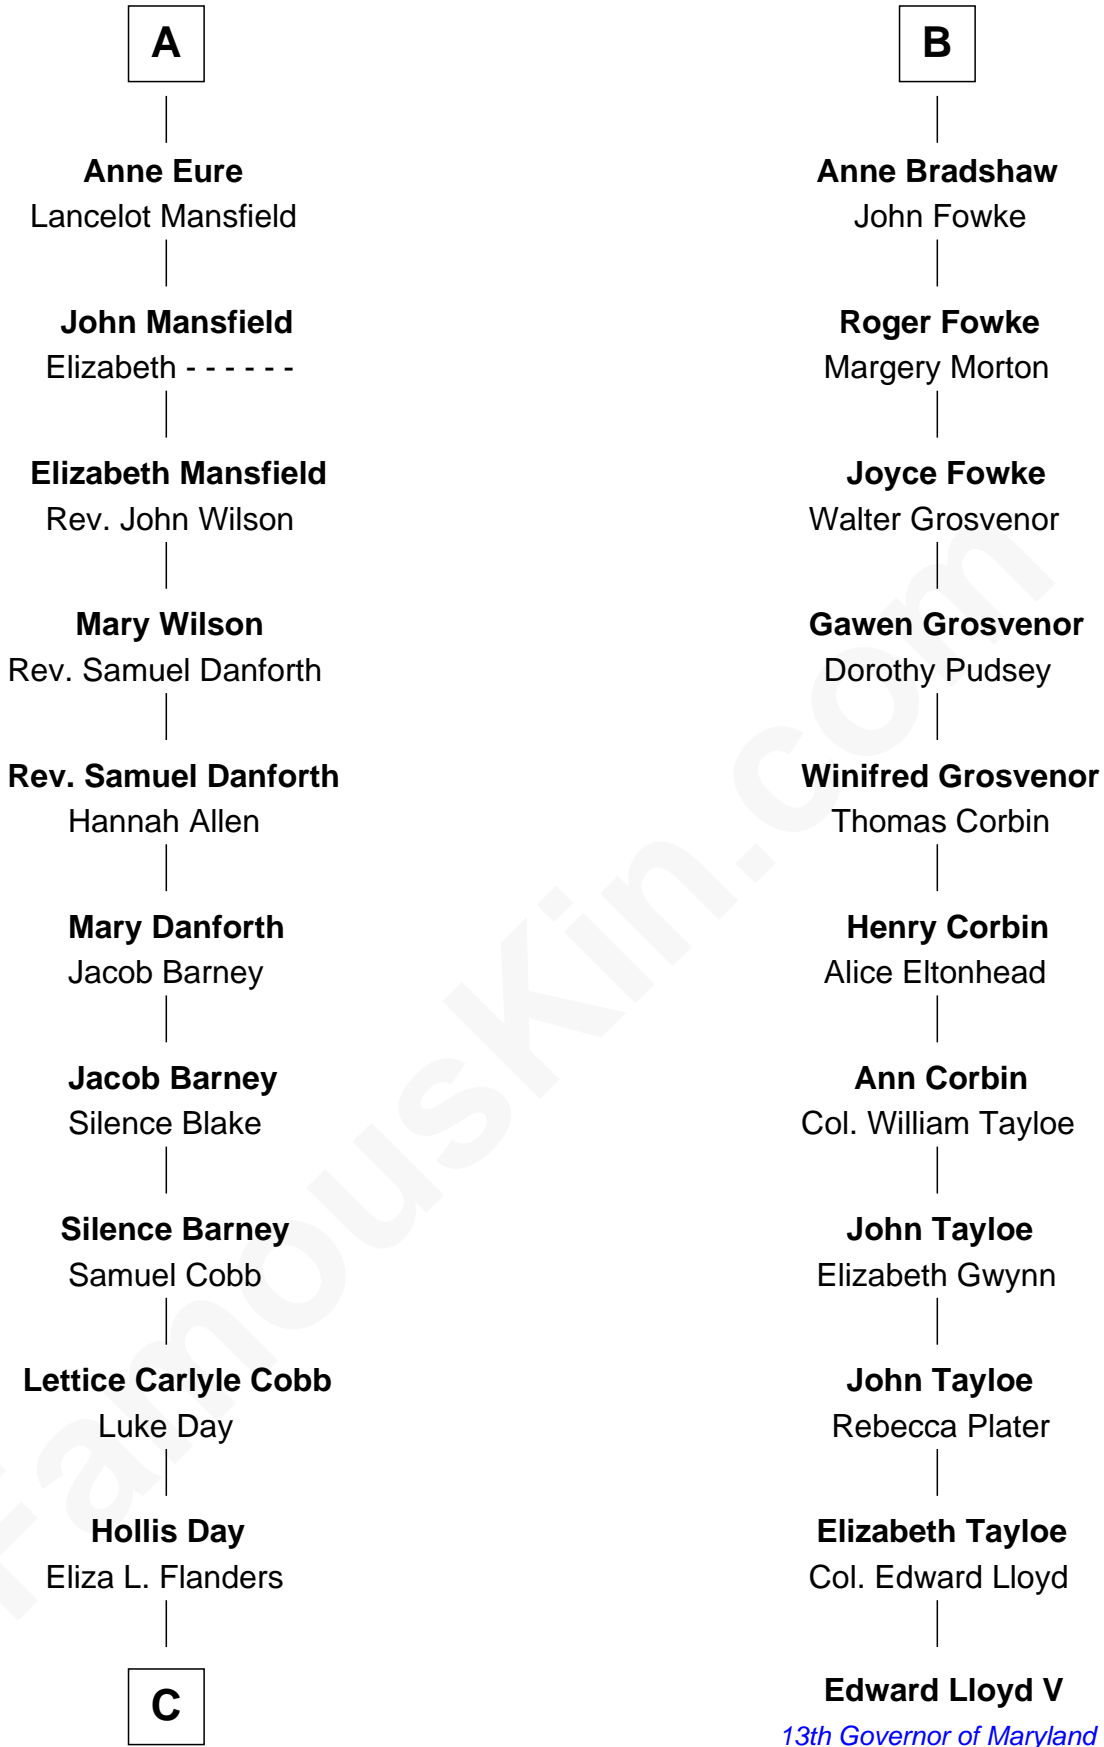 A
Anne Eure
Lancelot Mansfield
John Mansfield
Elizabeth - - - - - -
Elizabeth Mansfield
Rev. John Wilson
Mary Wilson
Rev. Samuel Danforth
Rev. Samuel Danforth
Hannah Allen
Mary Danforth
Jacob Barney
Jacob Barney
Silence Blake
Silence Barney
Samuel Cobb
Lettice Carlyle Cobb
Luke Day
Hollis Day
Eliza L. Flanders
C
B
Anne Bradshaw
John Fowke
Roger Fowke
Margery Morton
Joyce Fowke
Walter Grosvenor
Gawen Grosvenor
Dorothy Pudsey
Winifred Grosvenor
Thomas Corbin
Henry Corbin
Alice Eltonhead
Ann Corbin
Col. William Tayloe
John Tayloe
Elizabeth Gwynn
John Tayloe
Rebecca Plater
Elizabeth Tayloe
Col. Edward Lloyd
Edward Lloyd V
13th Governor of Maryland
FamousKin.com